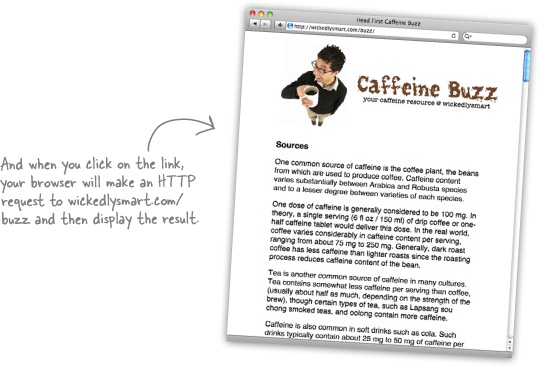 Head First Caffeine Buzz
http://wickedlysmart.com/buzz/
Caffeine Buzz
your caffeine resource @ wickedlysmart
And when you click on the link,
your browser will make an HTTP
request to wickedlysmart.com/
buzz and then display the result.
Sources
One common source of caffeine is the coffee plant, the beans
from which are used to produce coffee. Caffeine content
varies substantially between Arabica and Robusta species
and to a lesser degree between varieties of each species.
One dose of caffeine is generally considered to be 100 mg. In
theory, a single serving (6 fl oz / 150 ml) of drip coffee or one-
half caffeine tablet would deliver this dose. In the real world,
coffee varies considerably in caffeine content per serving,
ranging from about 75 mg to 250 mg. Generally, dark roast
coffee has less caffeine than lighter roasts since the roasting
process reduces caffeine content of the bean.
Tea is another common source of caffeine in many cultures.
Tea contains somewhat less caffeine per serving than coffee,
(usually about half as much, depending on the strength of the
brew), though certain types of tea, such as Lapsang sou
chong smoked teas, and oolong contain more caffeine.
Caffeine is also common in soft drinks such as cola. Such
drinks typically contain about 25 mg to 50 mg of caffeine per